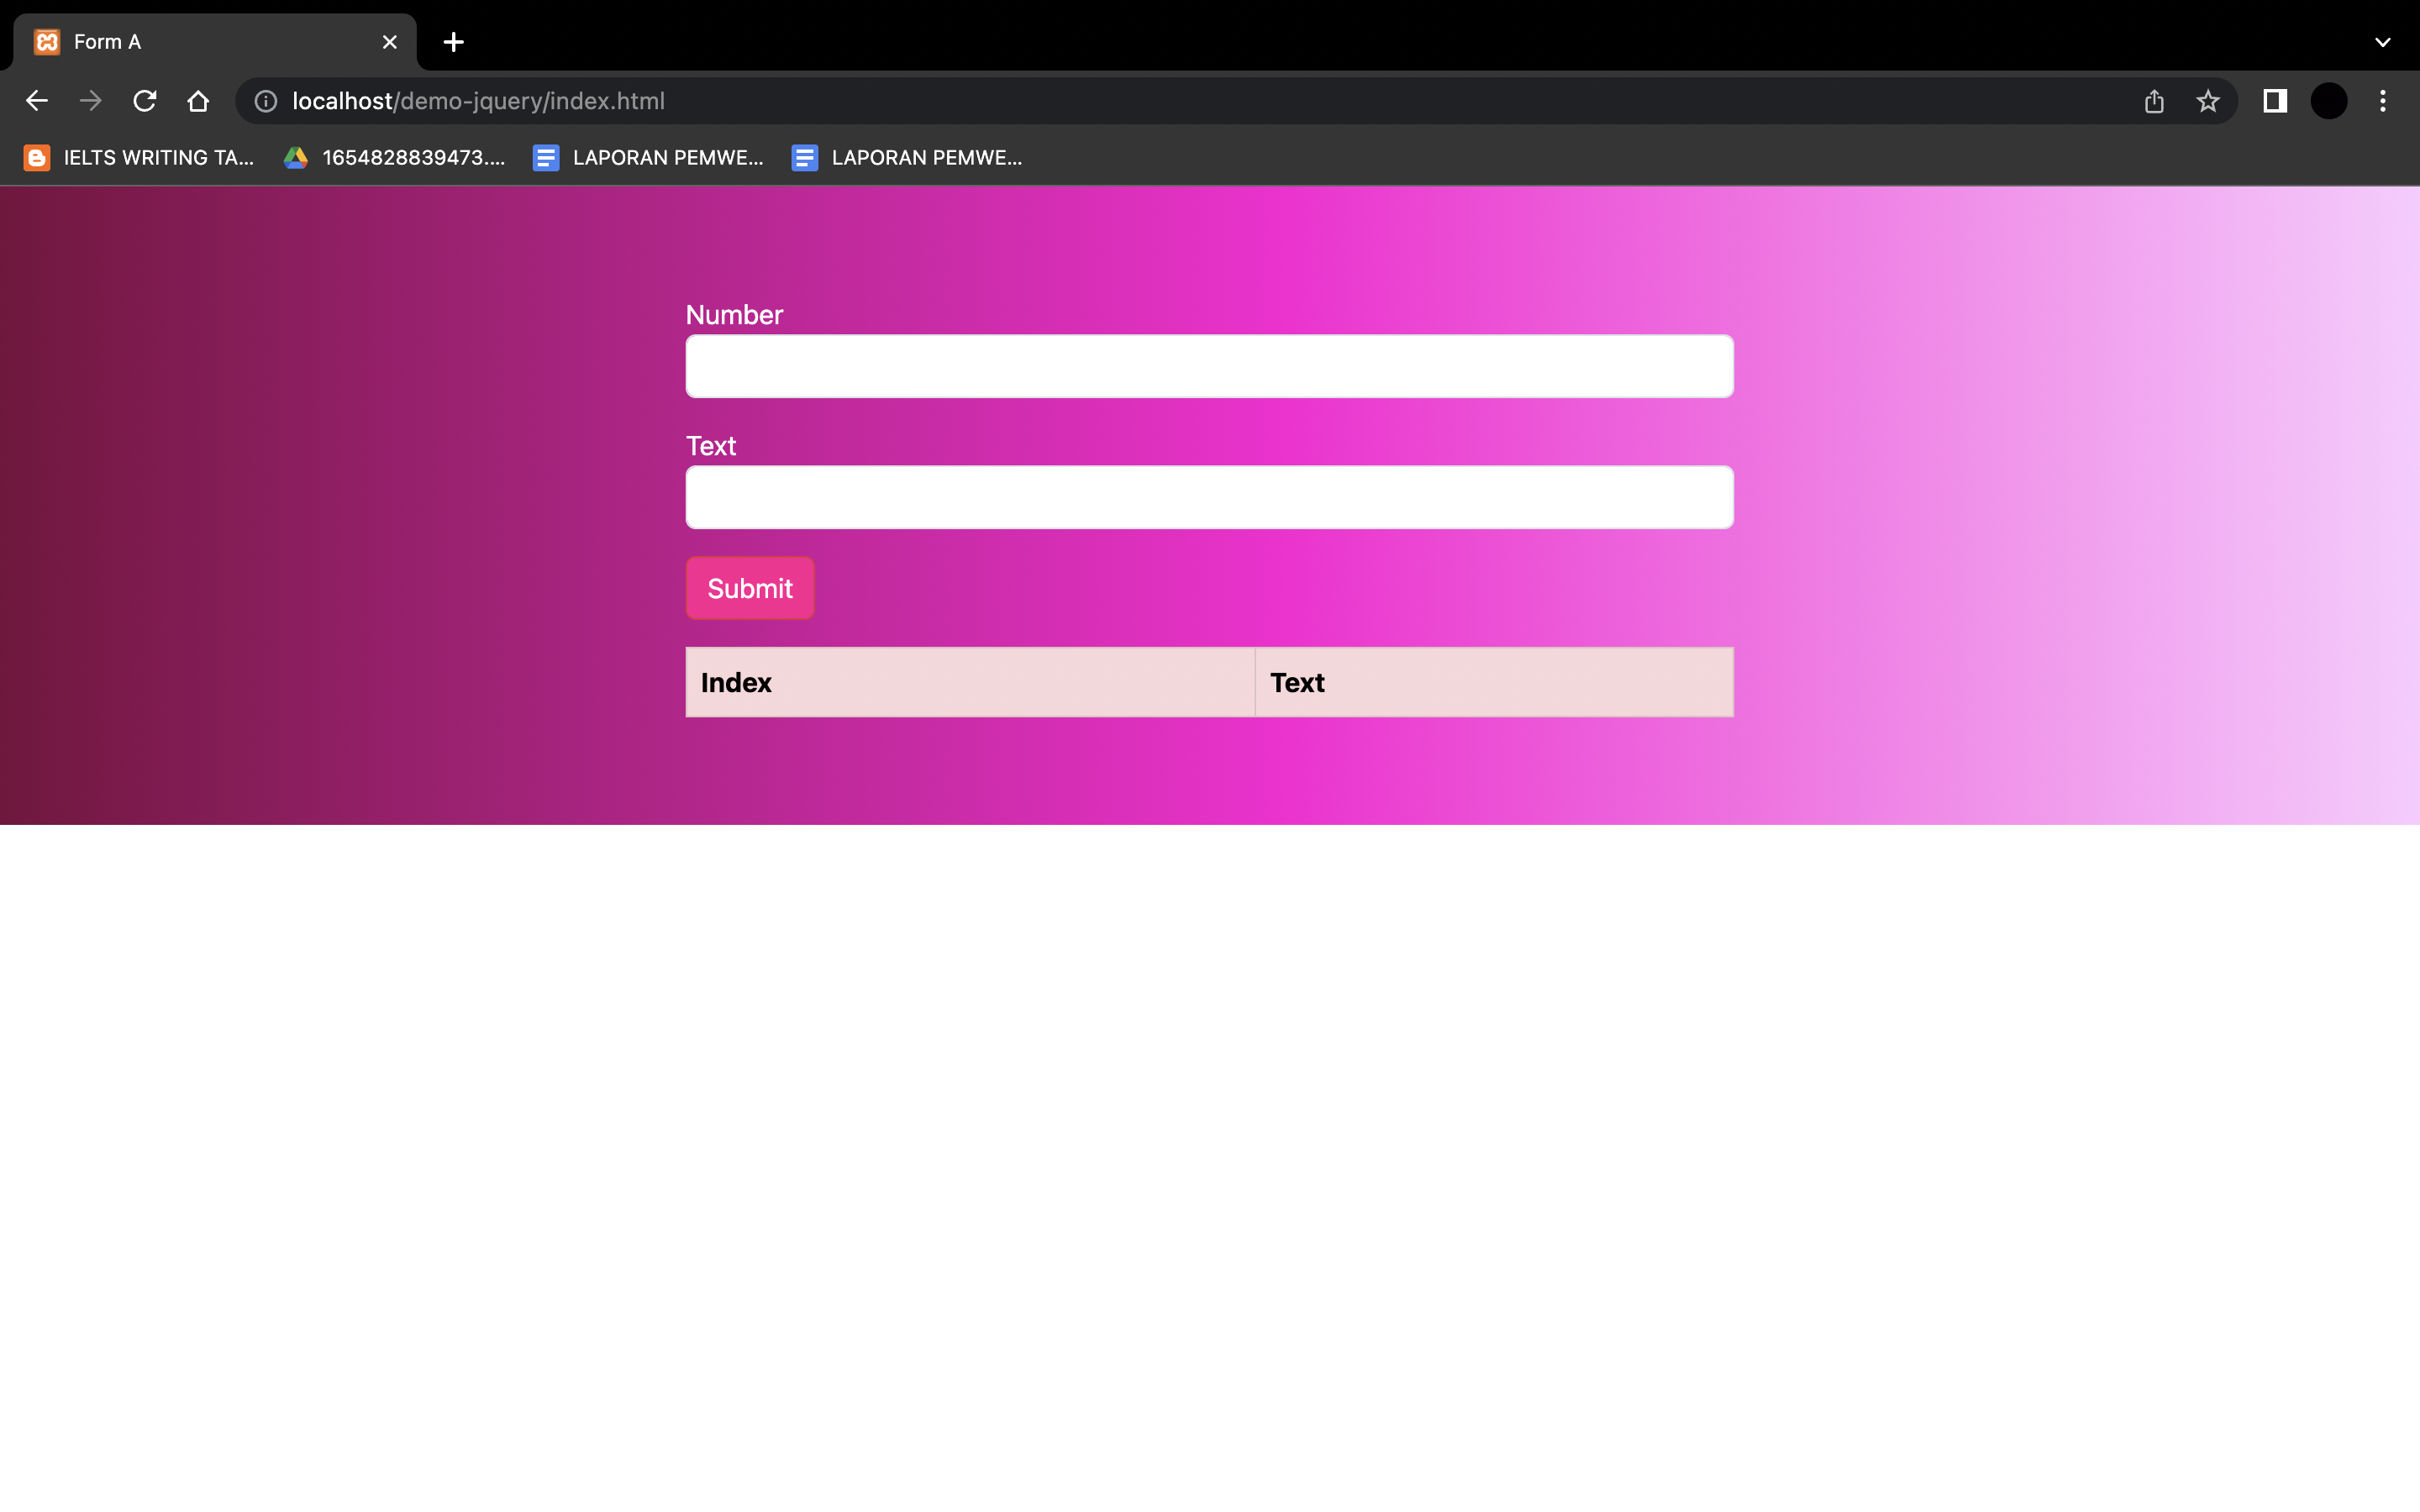 Form A
localhost/demo-jquery/index.html
IELTS WRITING TA... 1654828839473.... LAPORAN PEMWE... LAPORAN PEMWE...
Number
Text
Submit
Index Text